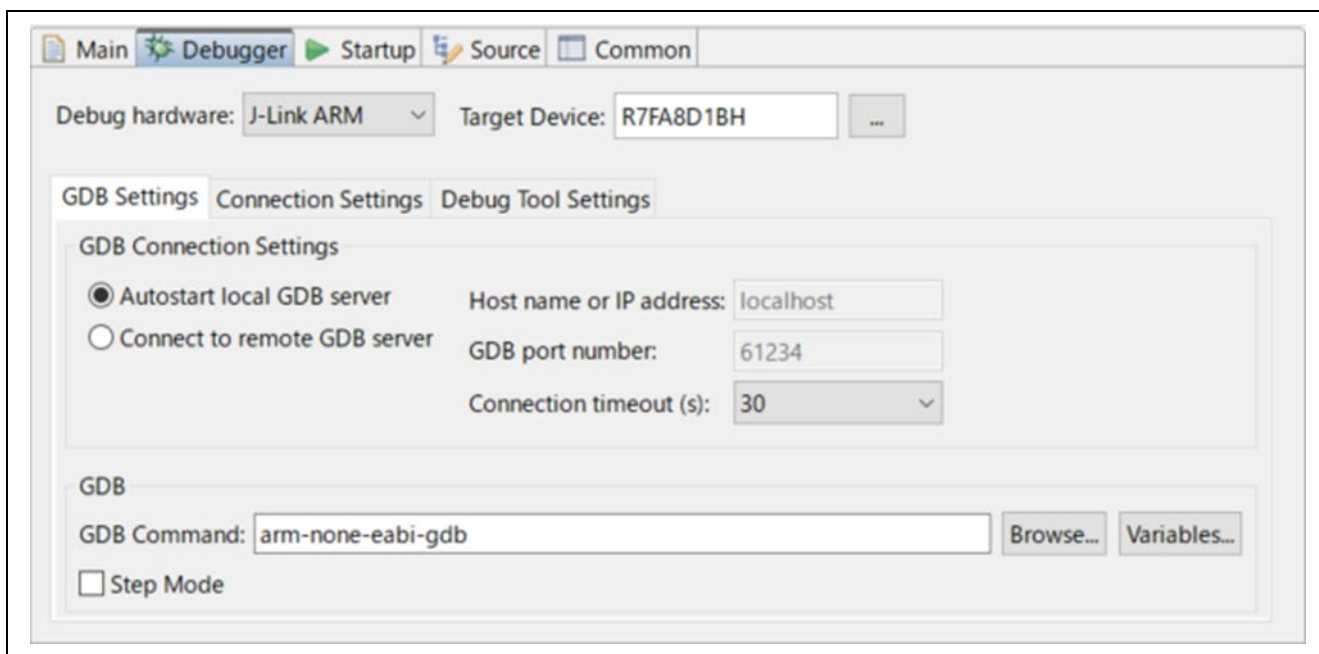 Main Debugger Startup Source Common
Debug hardware: J-Link ARM Target Device: R7FA8D1BH ...
GDB Settings Connection Settings Debug Tool Settings
GDB Connection Settings
Autostart local GDB server Host name or IP address: localhost
Connect to remote GDB server GDB port number: 61234
Connection timeout (s): 30
GDB
GDB Command: arm-none-eabi-gdb Browse... Variables...
Step Mode